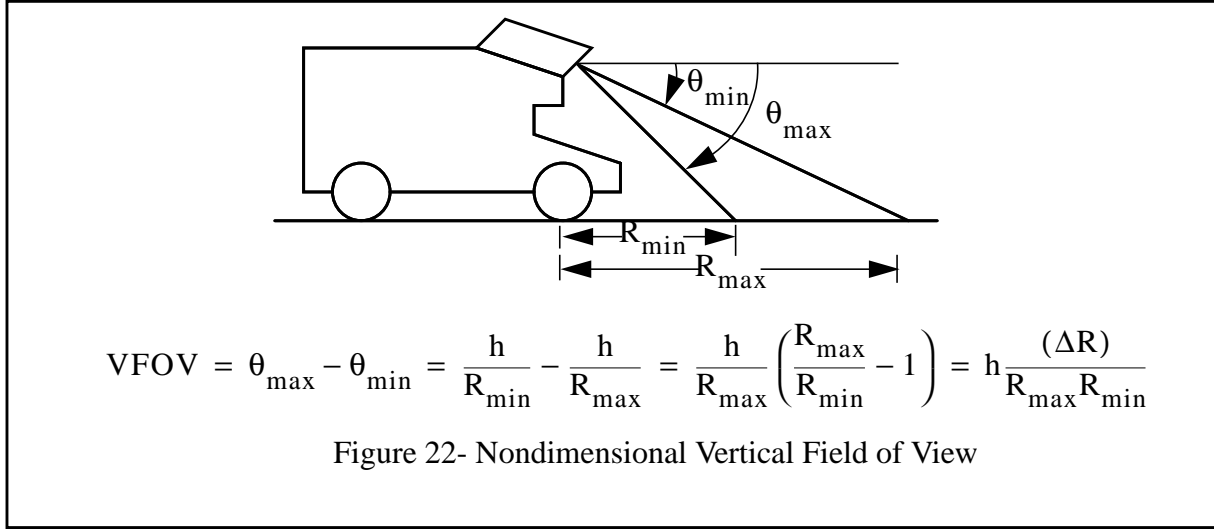 θmin
θmax
Rmin
Rmax
VFOV = θmax – θmin = h/Rmin – h/Rmax = h/Rmax (Rmax/Rmin – 1) = h (ΔR)/RmaxRmin
Figure 22- Nondimensional Vertical Field of View